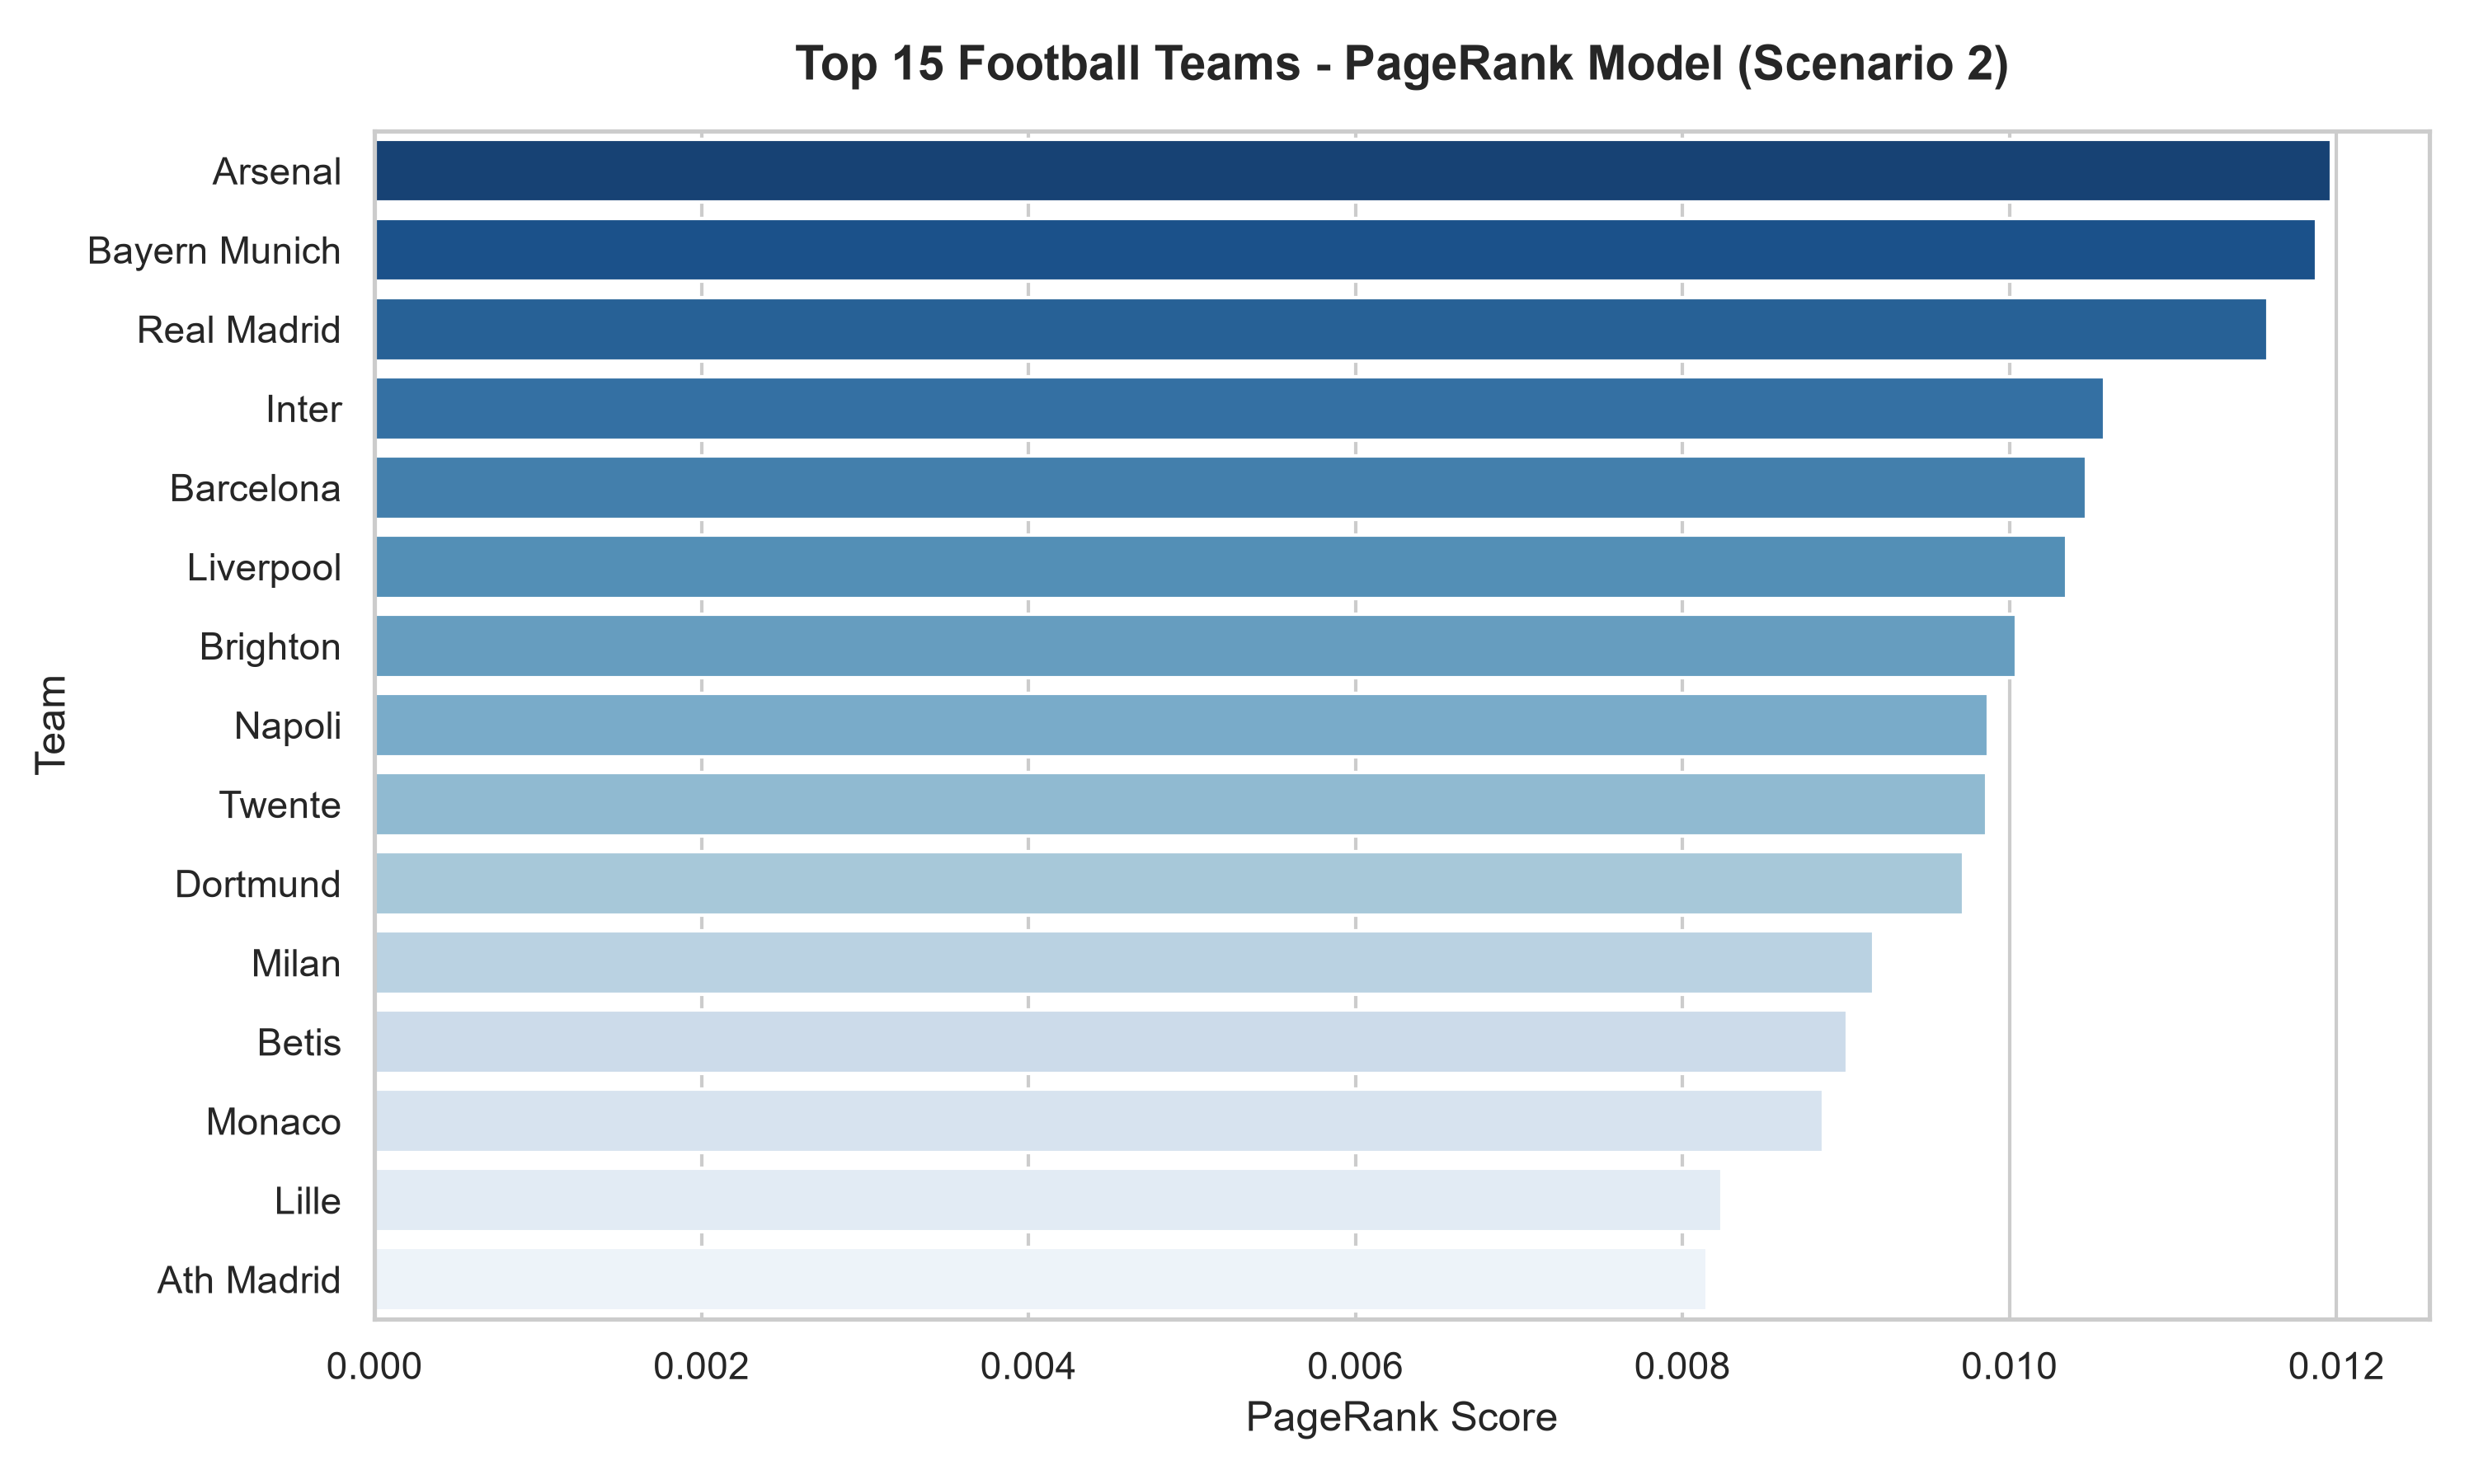 Top 15 Football Teams - PageRank Model (Scenario 2)
Arsenal
Bayern Munich
Real Madrid
Inter
Barcelona
Liverpool
Brighton
Napoli
Twente
Dortmund
Milan
Betis
Monaco
Lille
Ath Madrid
Team
0.000 0.002 0.004 0.006 0.008 0.010 0.012
PageRank Score